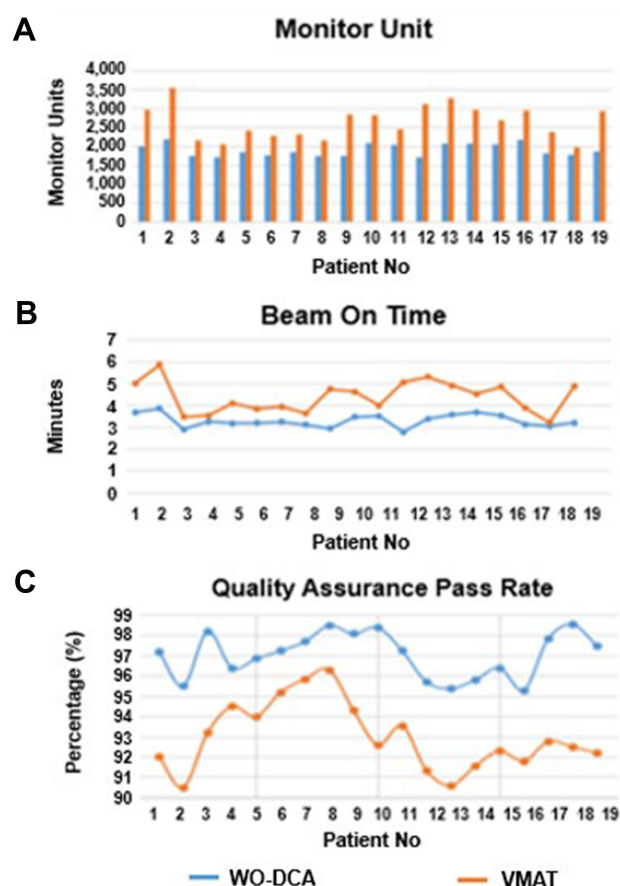 A
Monitor Unit
Monitor Units
4,000
3,500
3,000
2,500
2,000
1,500
1,000
500
0
1 2 3 4 5 6 7 8 9 10 11 12 13 14 15 16 17 18 19
Patient No
B
Beam On Time
Minutes
7
6
5
4
3
2
1
0
1 2 3 4 5 6 7 8 9 10 11 12 13 14 15 16 17 18 19
Patient No
C
Quality Assurance Pass Rate
Percentage (%)
99
98
97
96
95
94
93
92
91
90
1 2 3 4 5 6 7 8 9 10 11 12 13 14 15 16 17 18 19
Patient No
WO-DCA VMAT